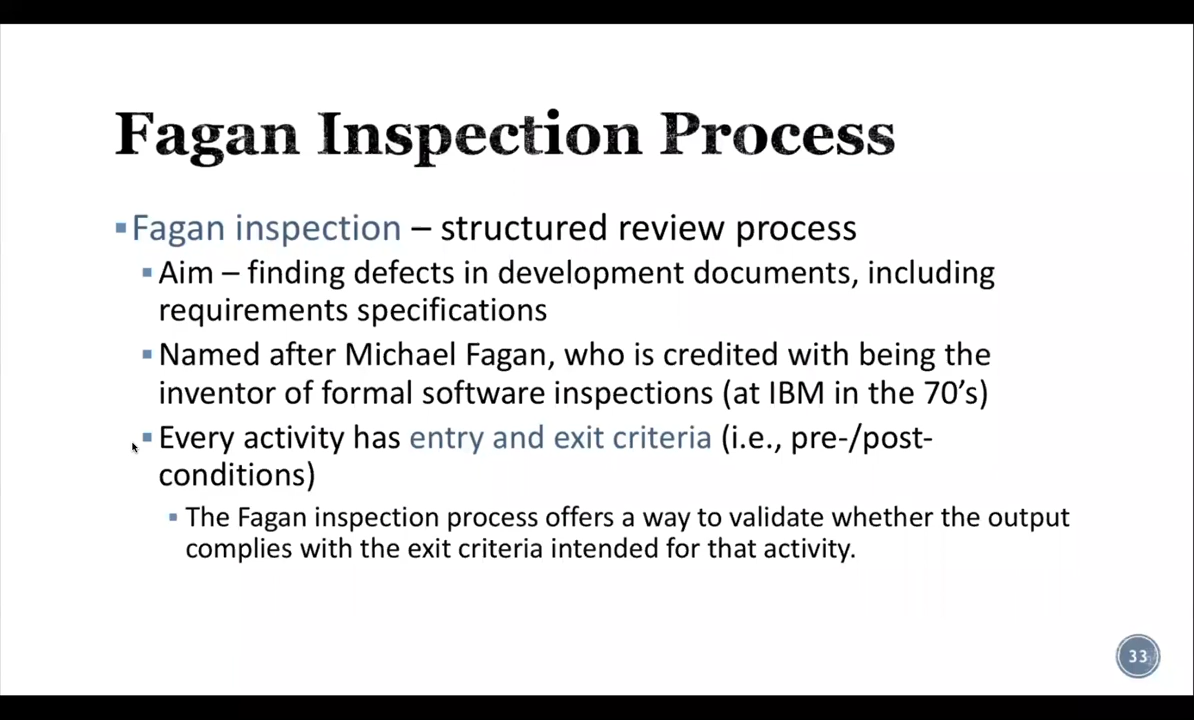 Fagan Inspection Process
▪Fagan inspection – structured review process
▪Aim – finding defects in development documents, including
requirements specifications
▪Named after Michael Fagan, who is credited with being the
inventor of formal software inspections (at IBM in the 70’s)
▪Every activity has entry and exit criteria (i.e., pre-/post-
conditions)
▪The Fagan inspection process offers a way to validate whether the output
complies with the exit criteria intended for that activity.
33